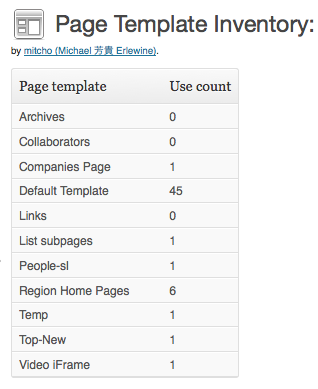 Page Template Inventory:
by mitcho (Michael 芳貴 Erlewine).
Page template Use count
Archives 0
Collaborators 0
Companies Page 1
Default Template 45
Links 0
List subpages 1
People-sl 1
Region Home Pages 6
Temp 1
Top-New 1
Video iFrame 1